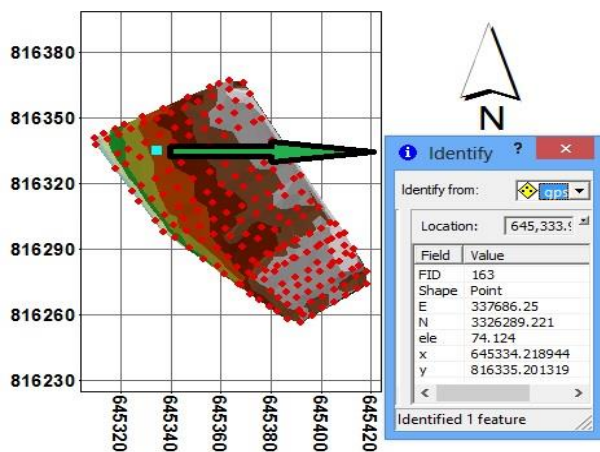 816380
816350
816320
816290
816260
816230
645320
645340
645360
645380
645400
645420
N
Identify ? ×
Identify from: gps
Location: 645,333.9
Field Value
FID 163
Shape Point
E 337686.25
N 3326289.221
ele 74.124
x 645334.218944
y 816335.201319
< >
Identified 1 feature